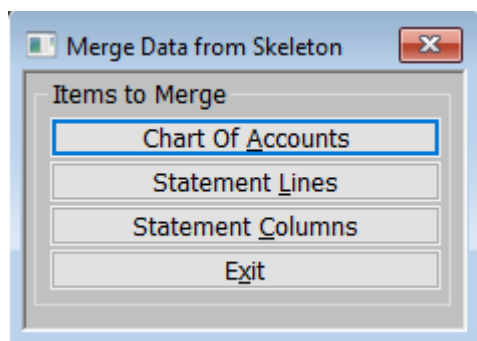 Merge Data from Skeleton
Items to Merge
Chart Of Accounts
Statement Lines
Statement Columns
Exit